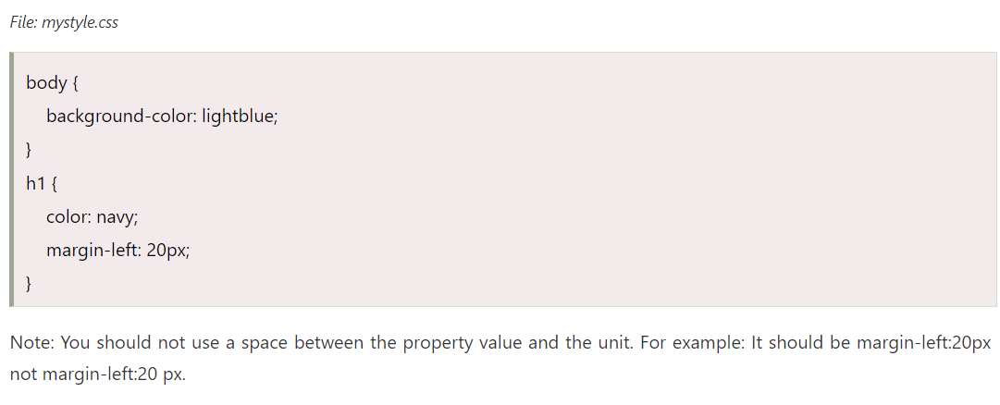 File: mystyle.css
body {
background-color: lightblue;
}
h1 {
color: navy;
margin-left: 20px;
}
Note: You should not use a space between the property value and the unit. For example: It should be margin-left:20px
not margin-left:20 px.